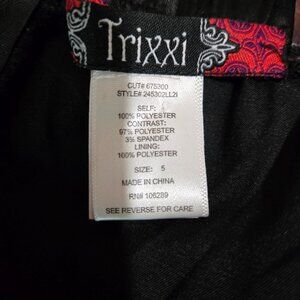 Trixxi
CUT# 675300
STYLE# 245302LL2I
SELF:
100% POLYESTER
CONTRAST:
97% POLYESTER
3% SPANDEX
LINING:
100% POLYESTER
SIZE: 5
MADE IN CHINA
RN# 106289
SEE REVERSE FOR CARE